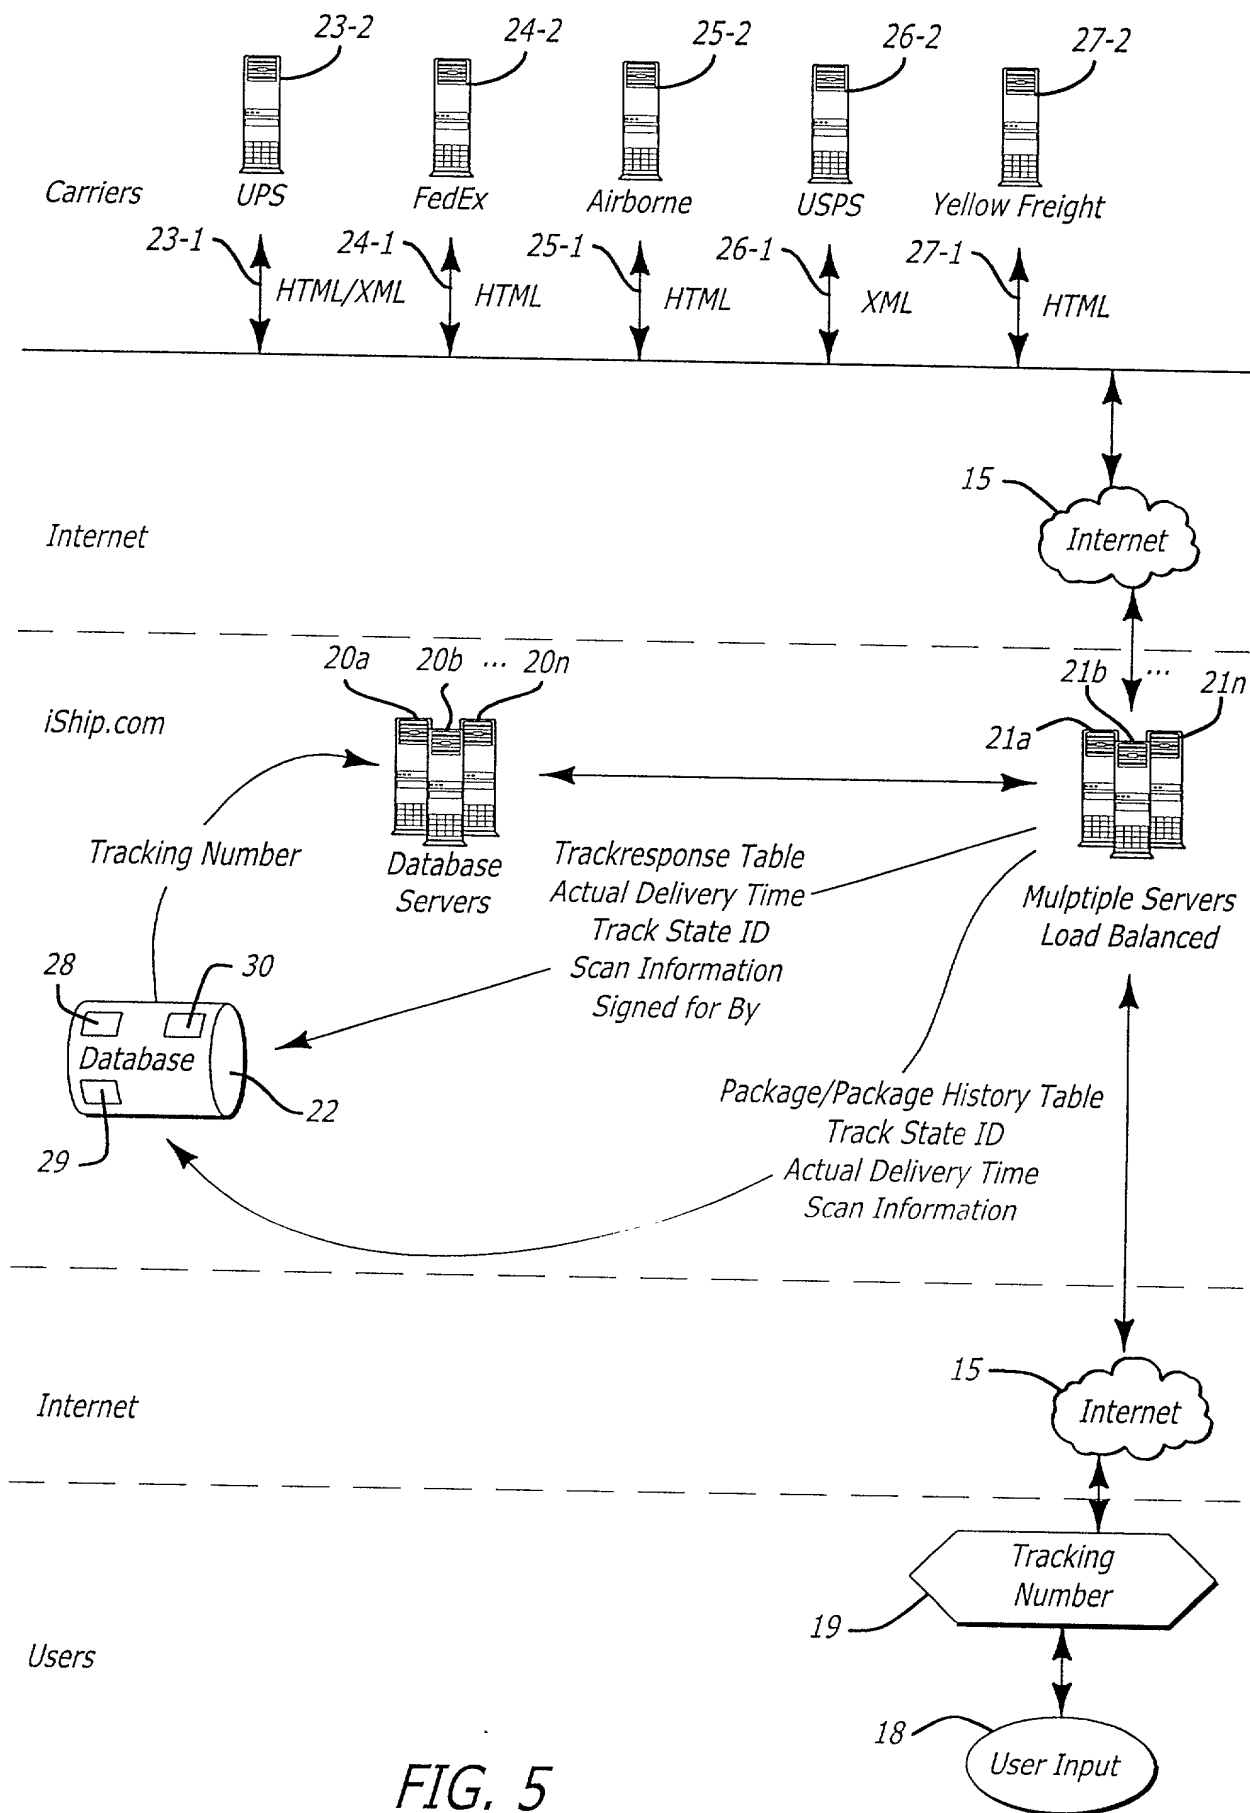 23-2
24-2
25-2
26-2
27-2
Carriers
UPS
FedEx
Airborne
USPS
Yellow Freight
23-1
24-1
25-1
26-1
27-1
HTML/XML
HTML
HTML
XML
HTML
15
Internet
Internet
20a 20b ... 20n
21b ...
21n
21a
iShip.com
Tracking Number
Database
Servers
Trackresponse Table
Actual Delivery Time
Track State ID
Scan Information
Signed for By
Mulptiple Servers
Load Balanced
28
30
Database
22
29
Package/Package History Table
Track State ID
Actual Delivery Time
Scan Information
15
Internet
Internet
Tracking
Number
19
Users
18
User Input
FIG. 5